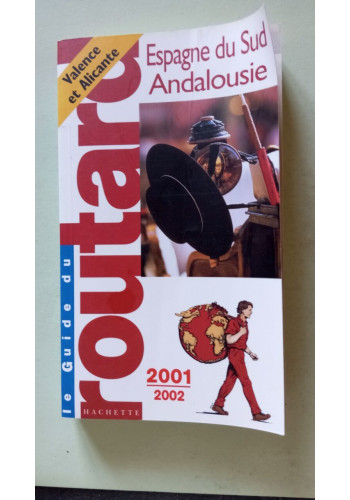 Valence
et Alicante
Espagne du Sud
Andalousie
le Guide du
routard
2001
2002
HACHETTE